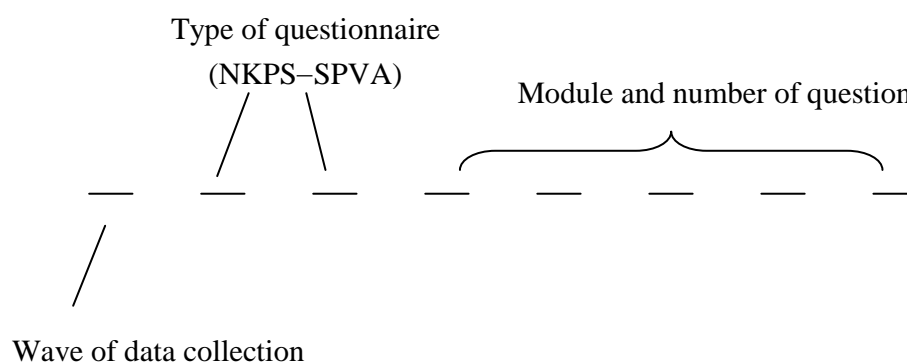 Type of questionnaire
(NKPS–SPVA)
Module and number of question
Wave of data collection